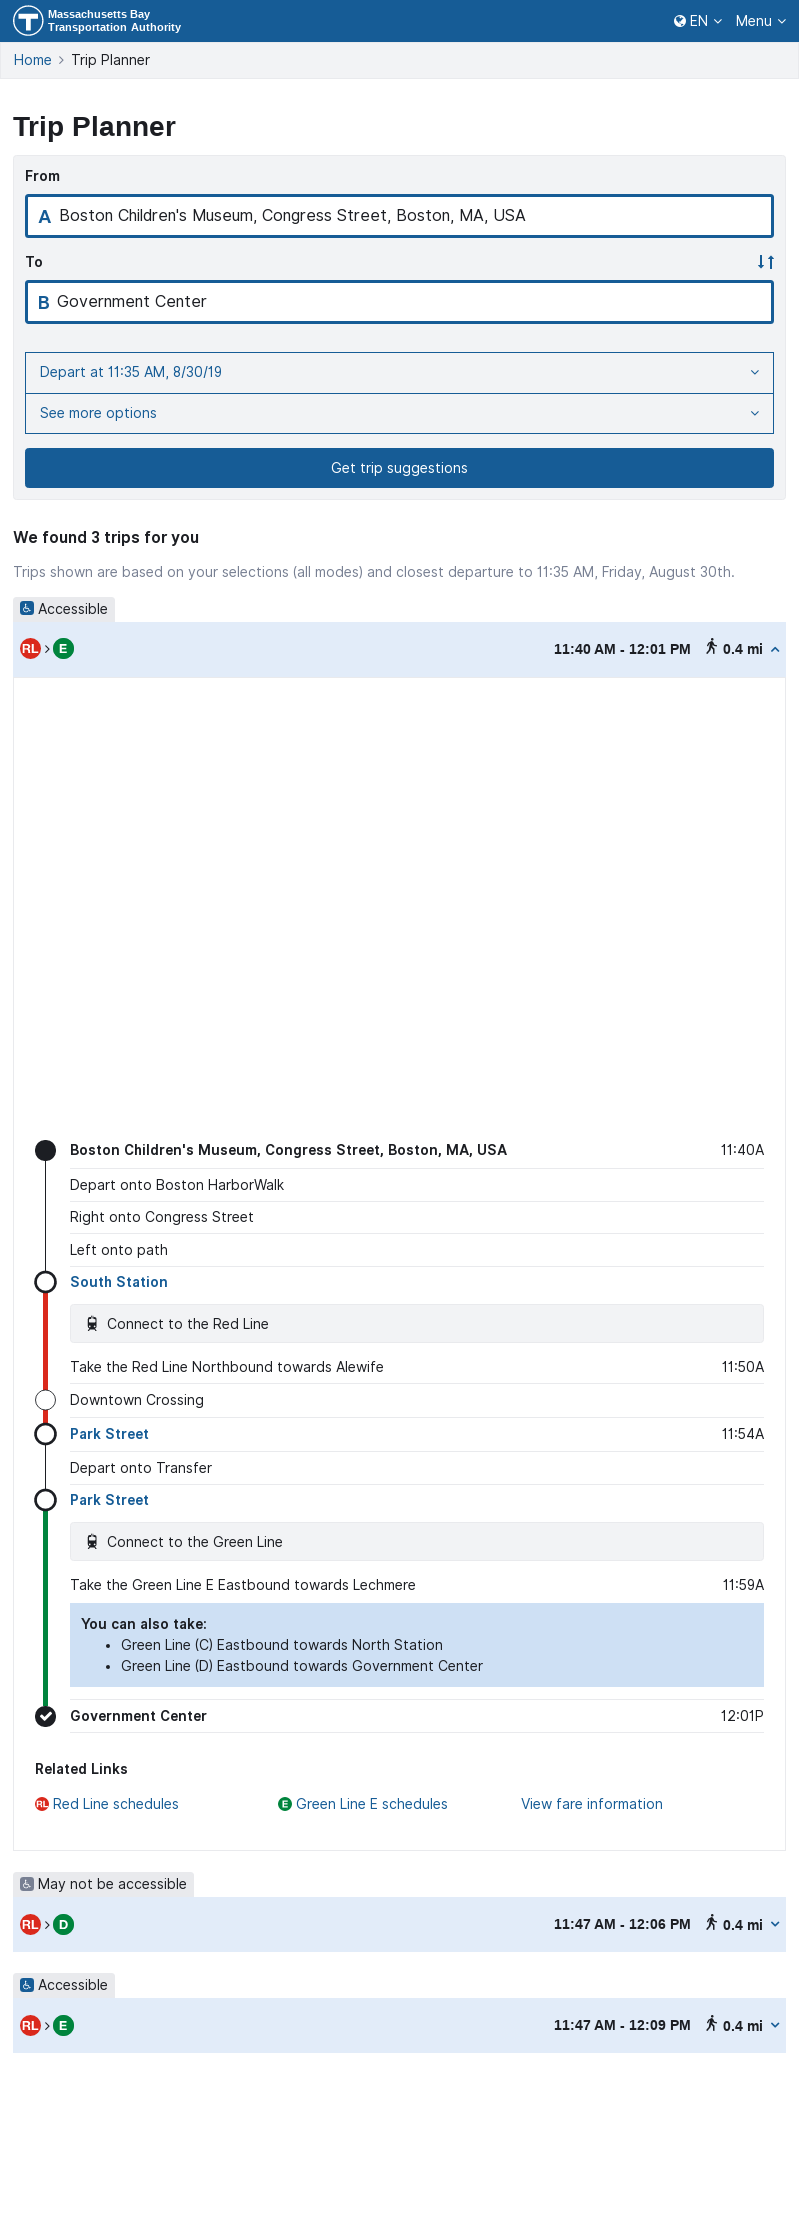 Massachusetts Bay
Transportation Authority
EN
Menu
Home
Trip Planner
Trip Planner
From
A Boston Children's Museum, Congress Street, Boston, MA, USA
To
B Government Center
Depart at 11:35 AM, 8/30/19
See more options
Get trip suggestions
We found 3 trips for you
Trips shown are based on your selections (all modes) and closest departure to 11:35 AM, Friday, August 30th.
Accessible
RL > E 11:40 AM - 12:01 PM 0.4 mi
Boston Children's Museum, Congress Street, Boston, MA, USA 11:40A
Depart onto Boston HarborWalk
Right onto Congress Street
Left onto path
South Station
Connect to the Red Line
Take the Red Line Northbound towards Alewife 11:50A
Downtown Crossing
Park Street 11:54A
Depart onto Transfer
Park Street
Connect to the Green Line
Take the Green Line E Eastbound towards Lechmere 11:59A
You can also take:
• Green Line (C) Eastbound towards North Station
• Green Line (D) Eastbound towards Government Center
Government Center 12:01P
Related Links
RL Red Line schedules E Green Line E schedules View fare information
May not be accessible
RL > D 11:47 AM - 12:06 PM 0.4 mi
Accessible
RL > E 11:47 AM - 12:09 PM 0.4 mi